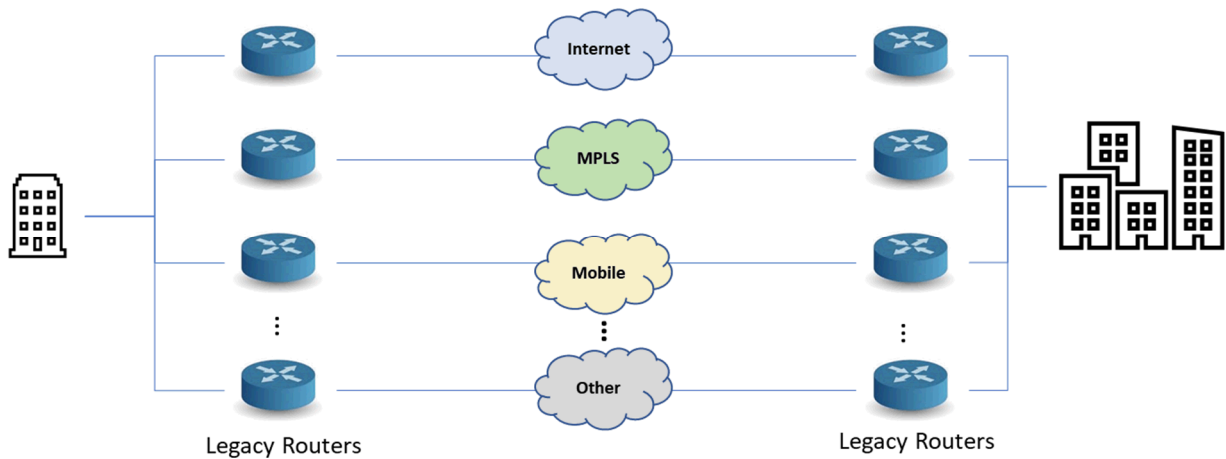 Internet
MPLS
Mobile
Other
Legacy Routers
Legacy Routers